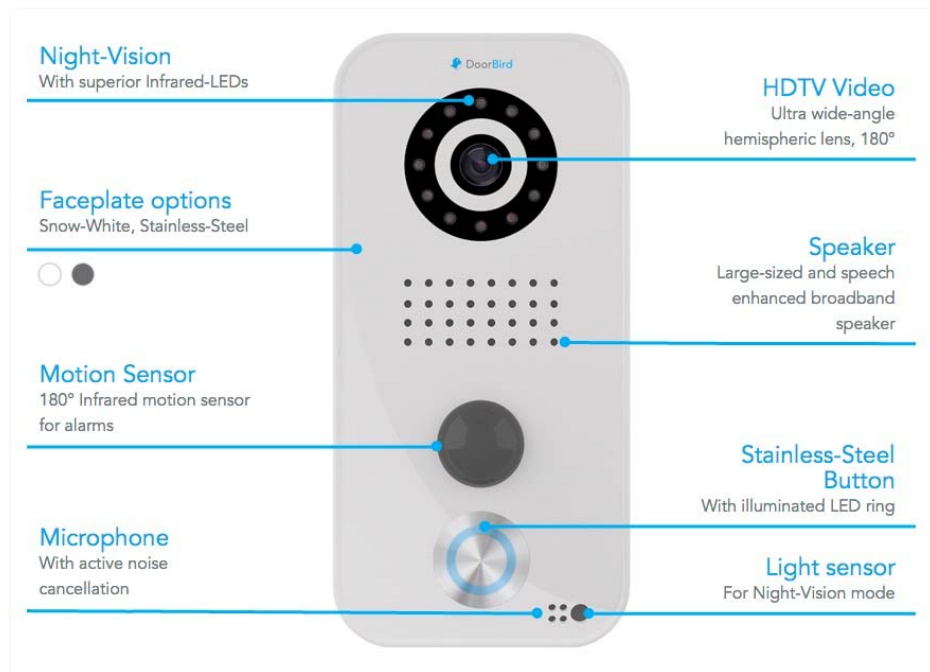 DoorBird
Night-Vision
With superior Infrared-LEDs
Faceplate options
Snow-White, Stainless-Steel
Motion Sensor
180° Infrared motion sensor
for alarms
Microphone
With active noise
cancellation
HDTV Video
Ultra wide-angle
hemispheric lens, 180°
Speaker
Large-sized and speech
enhanced broadband
speaker
Stainless-Steel
Button
With illuminated LED ring
Light sensor
For Night-Vision mode